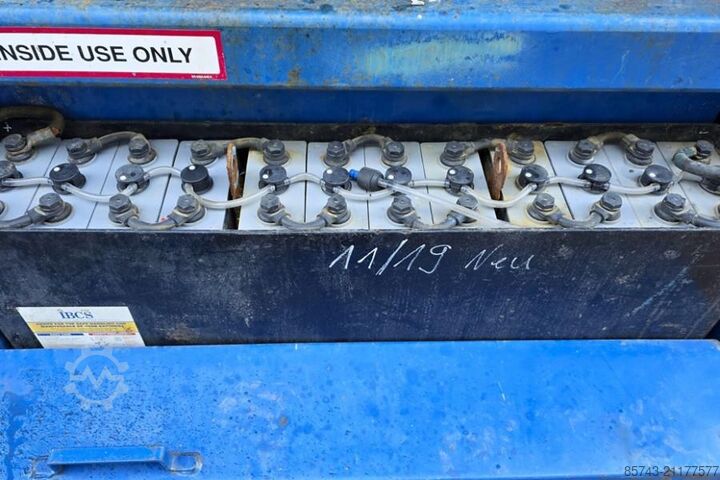 INSIDE USE ONLY
11/19 Neu
IBCS
85743-21177577